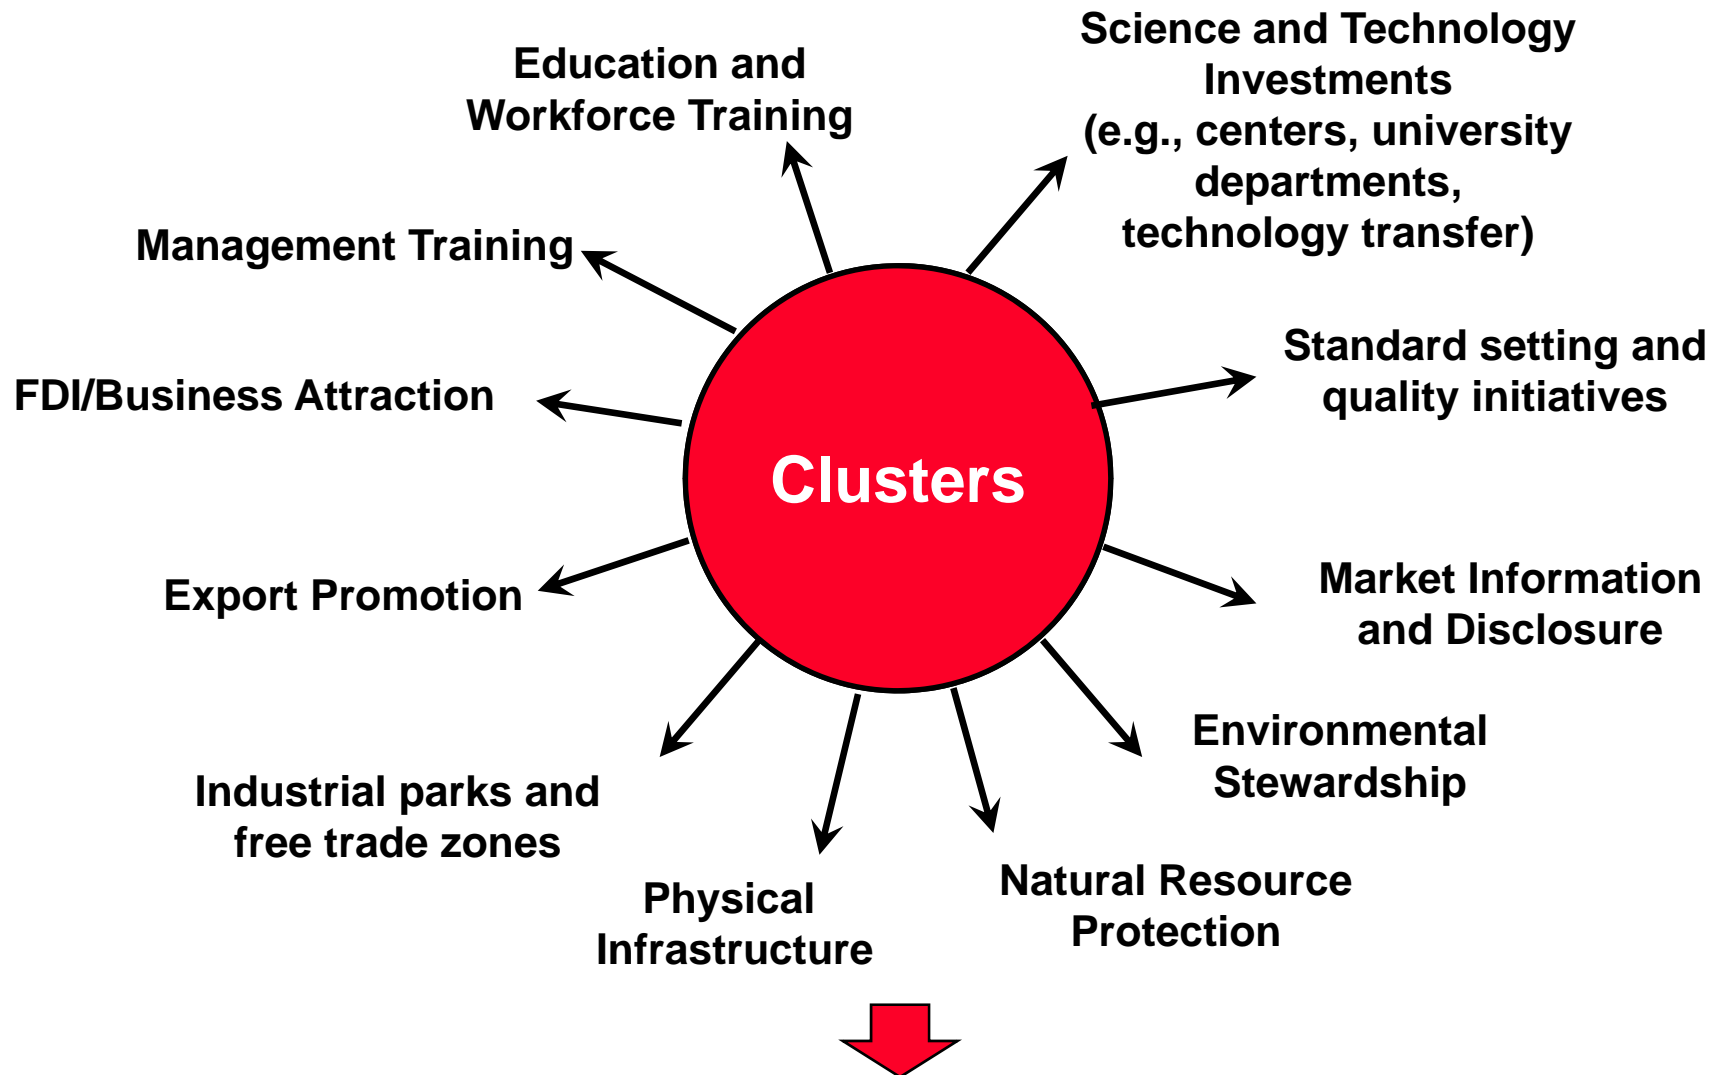 Science and Technology
Investments
(e.g., centers, university
departments,
technology transfer)
Education and
Workforce Training
Management Training
Standard setting and
quality initiatives
FDI/Business Attraction
Clusters
Export Promotion
Market Information
and Disclosure
Environmental
Stewardship
Industrial parks and
free trade zones
Natural Resource
Protection
Physical
Infrastructure